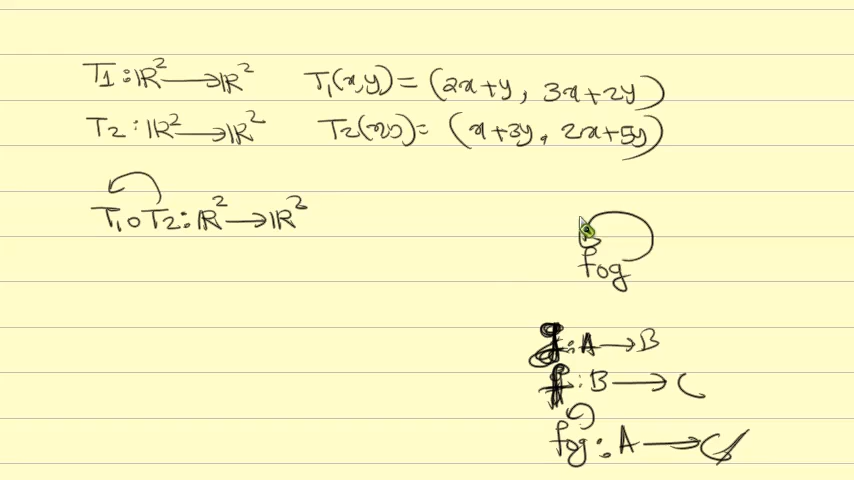 T1 : ℝ² → ℝ² T₁(x,y) = (2x+y, 3x+2y)
T2 : ℝ² → ℝ² T2( ) = (x+3y, 2x+5y)
T₁∘T2 : ℝ² → ℝ²
fog
g : A → B
f : B → C
fog : A → C